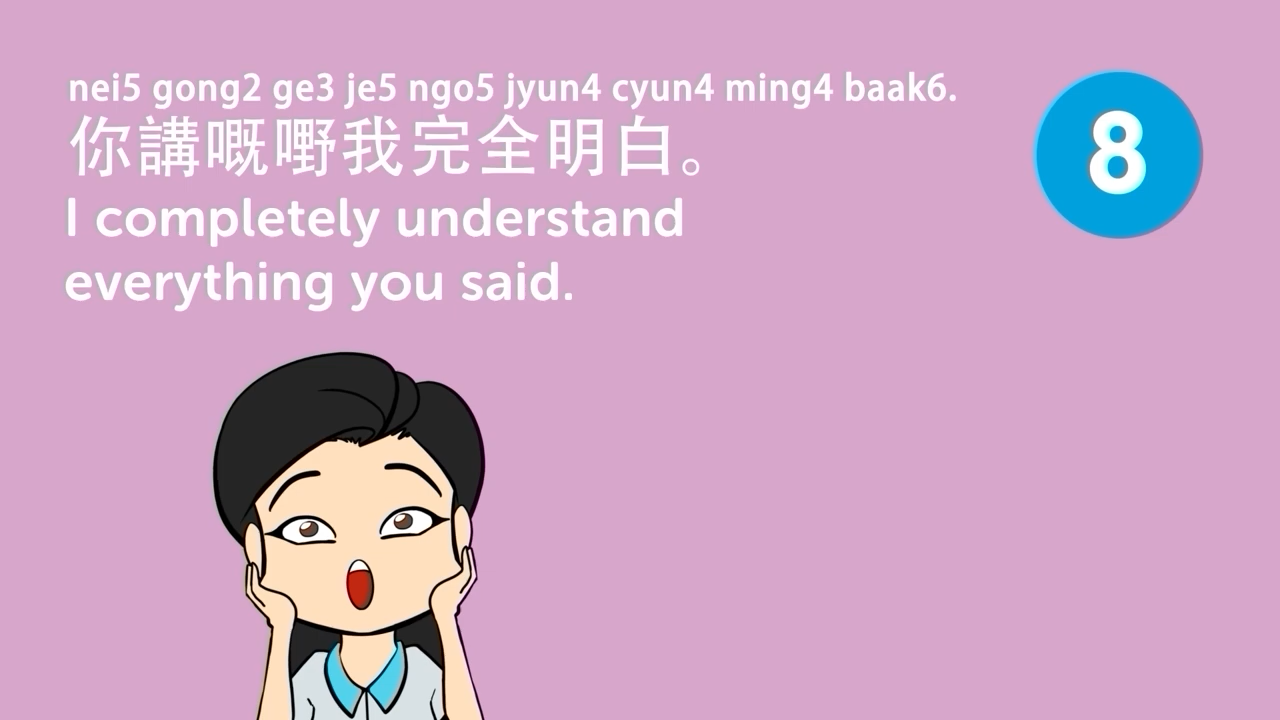 nei5 gong2 ge3 je5 ngo5 jyun4 cyun4 ming4 baak6.
你講嘅嘢我完全明白。
I completely understand
everything you said.
8